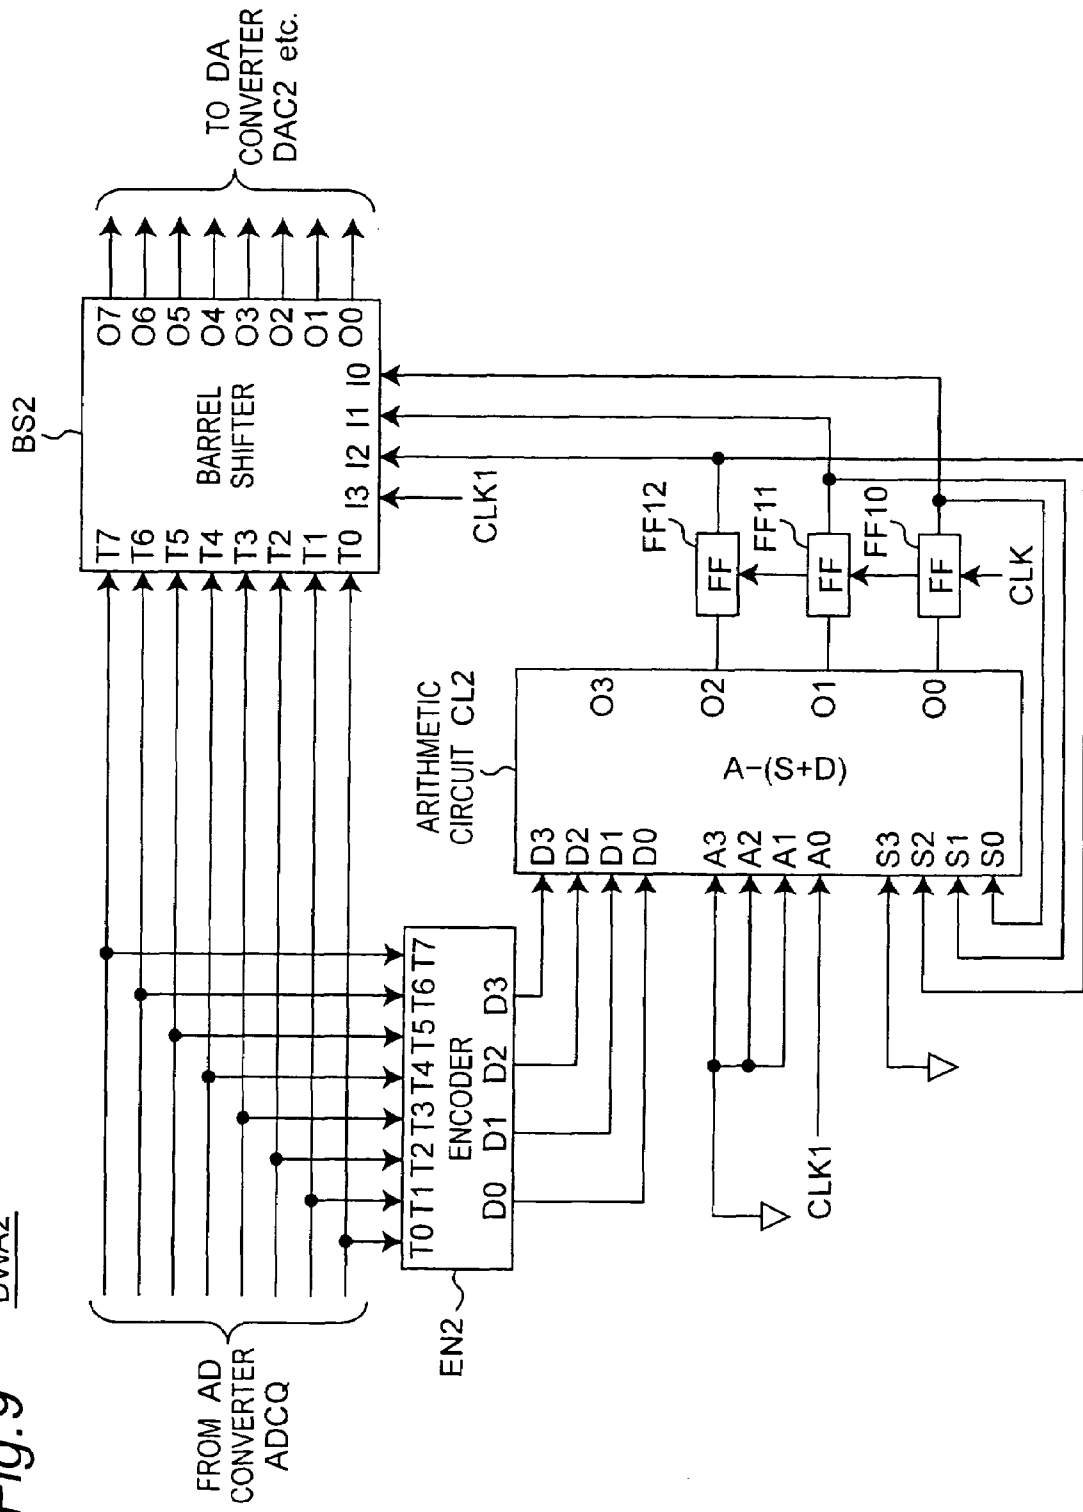 Fig. 9
DWA2
FROM AD
CONVERTER
ADCQ
TO DA
CONVERTER
DAC2 etc.
BS2
T7
T6
T5
T4
T3
T2
T1
T0
BARREL
SHIFTER
O7
O6
O5
O4
O3
O2
O1
O0
I3
I2
I1
I0
CLK1
EN2
T0
T1
T2
T3
T4
T5
T6
T7
ENCODER
D0
D1
D2
D3
ARITHMETIC
CIRCUIT CL2
D3
D2
D1
D0
A3
A2
A1
A0
S3
S2
S1
S0
A-(S+D)
O3
O2
O1
O0
CLK1
FF12
FF
FF11
FF
FF10
FF
CLK